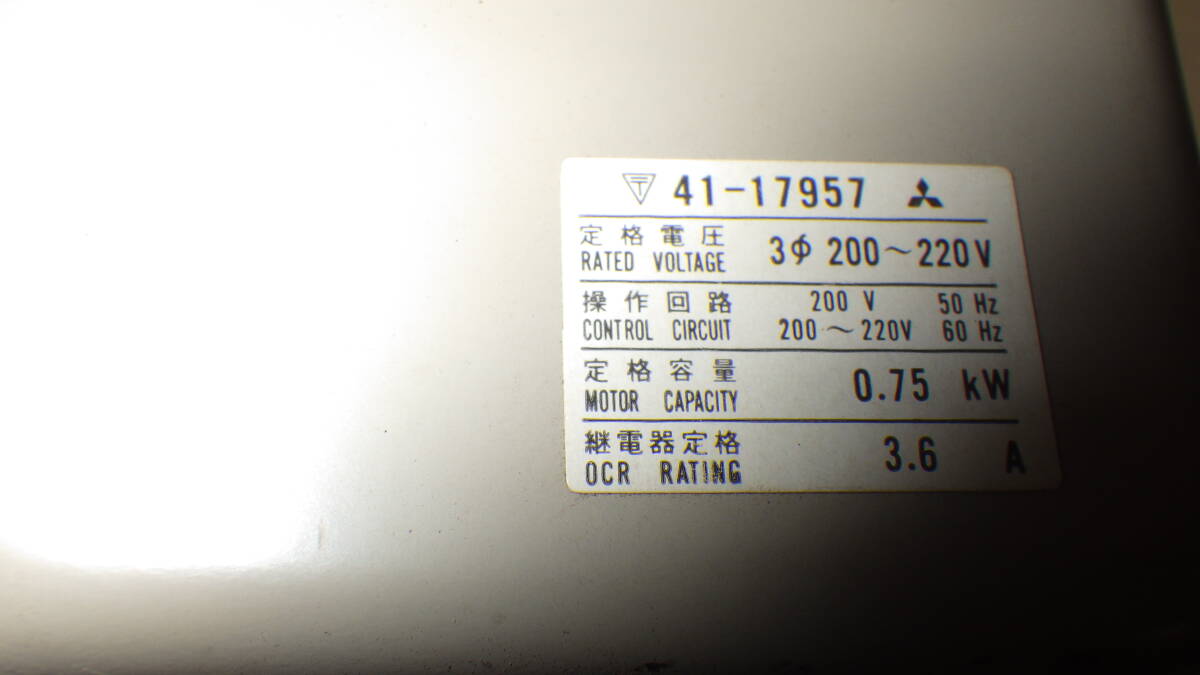 〒 41-17957
定格電圧 3φ 200～220V
RATED VOLTAGE
操作回路 200 V 50 Hz
CONTROL CIRCUIT 200～220V 60 Hz
定格容量 0.75 kW
MOTOR CAPACITY
継電器定格 3.6 A
OCR RATING